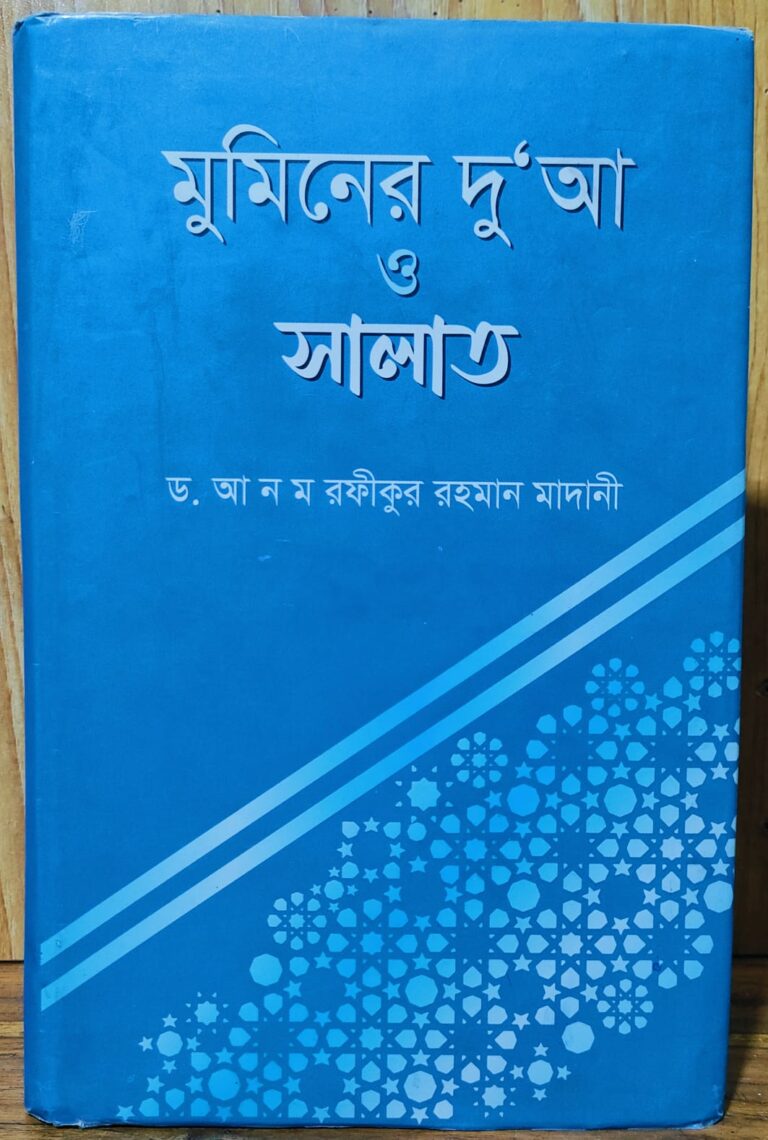 মুমিনের দু‘আ
ও
সালাত
ড. আ ন ম রফীকুর রহমান মাদানী